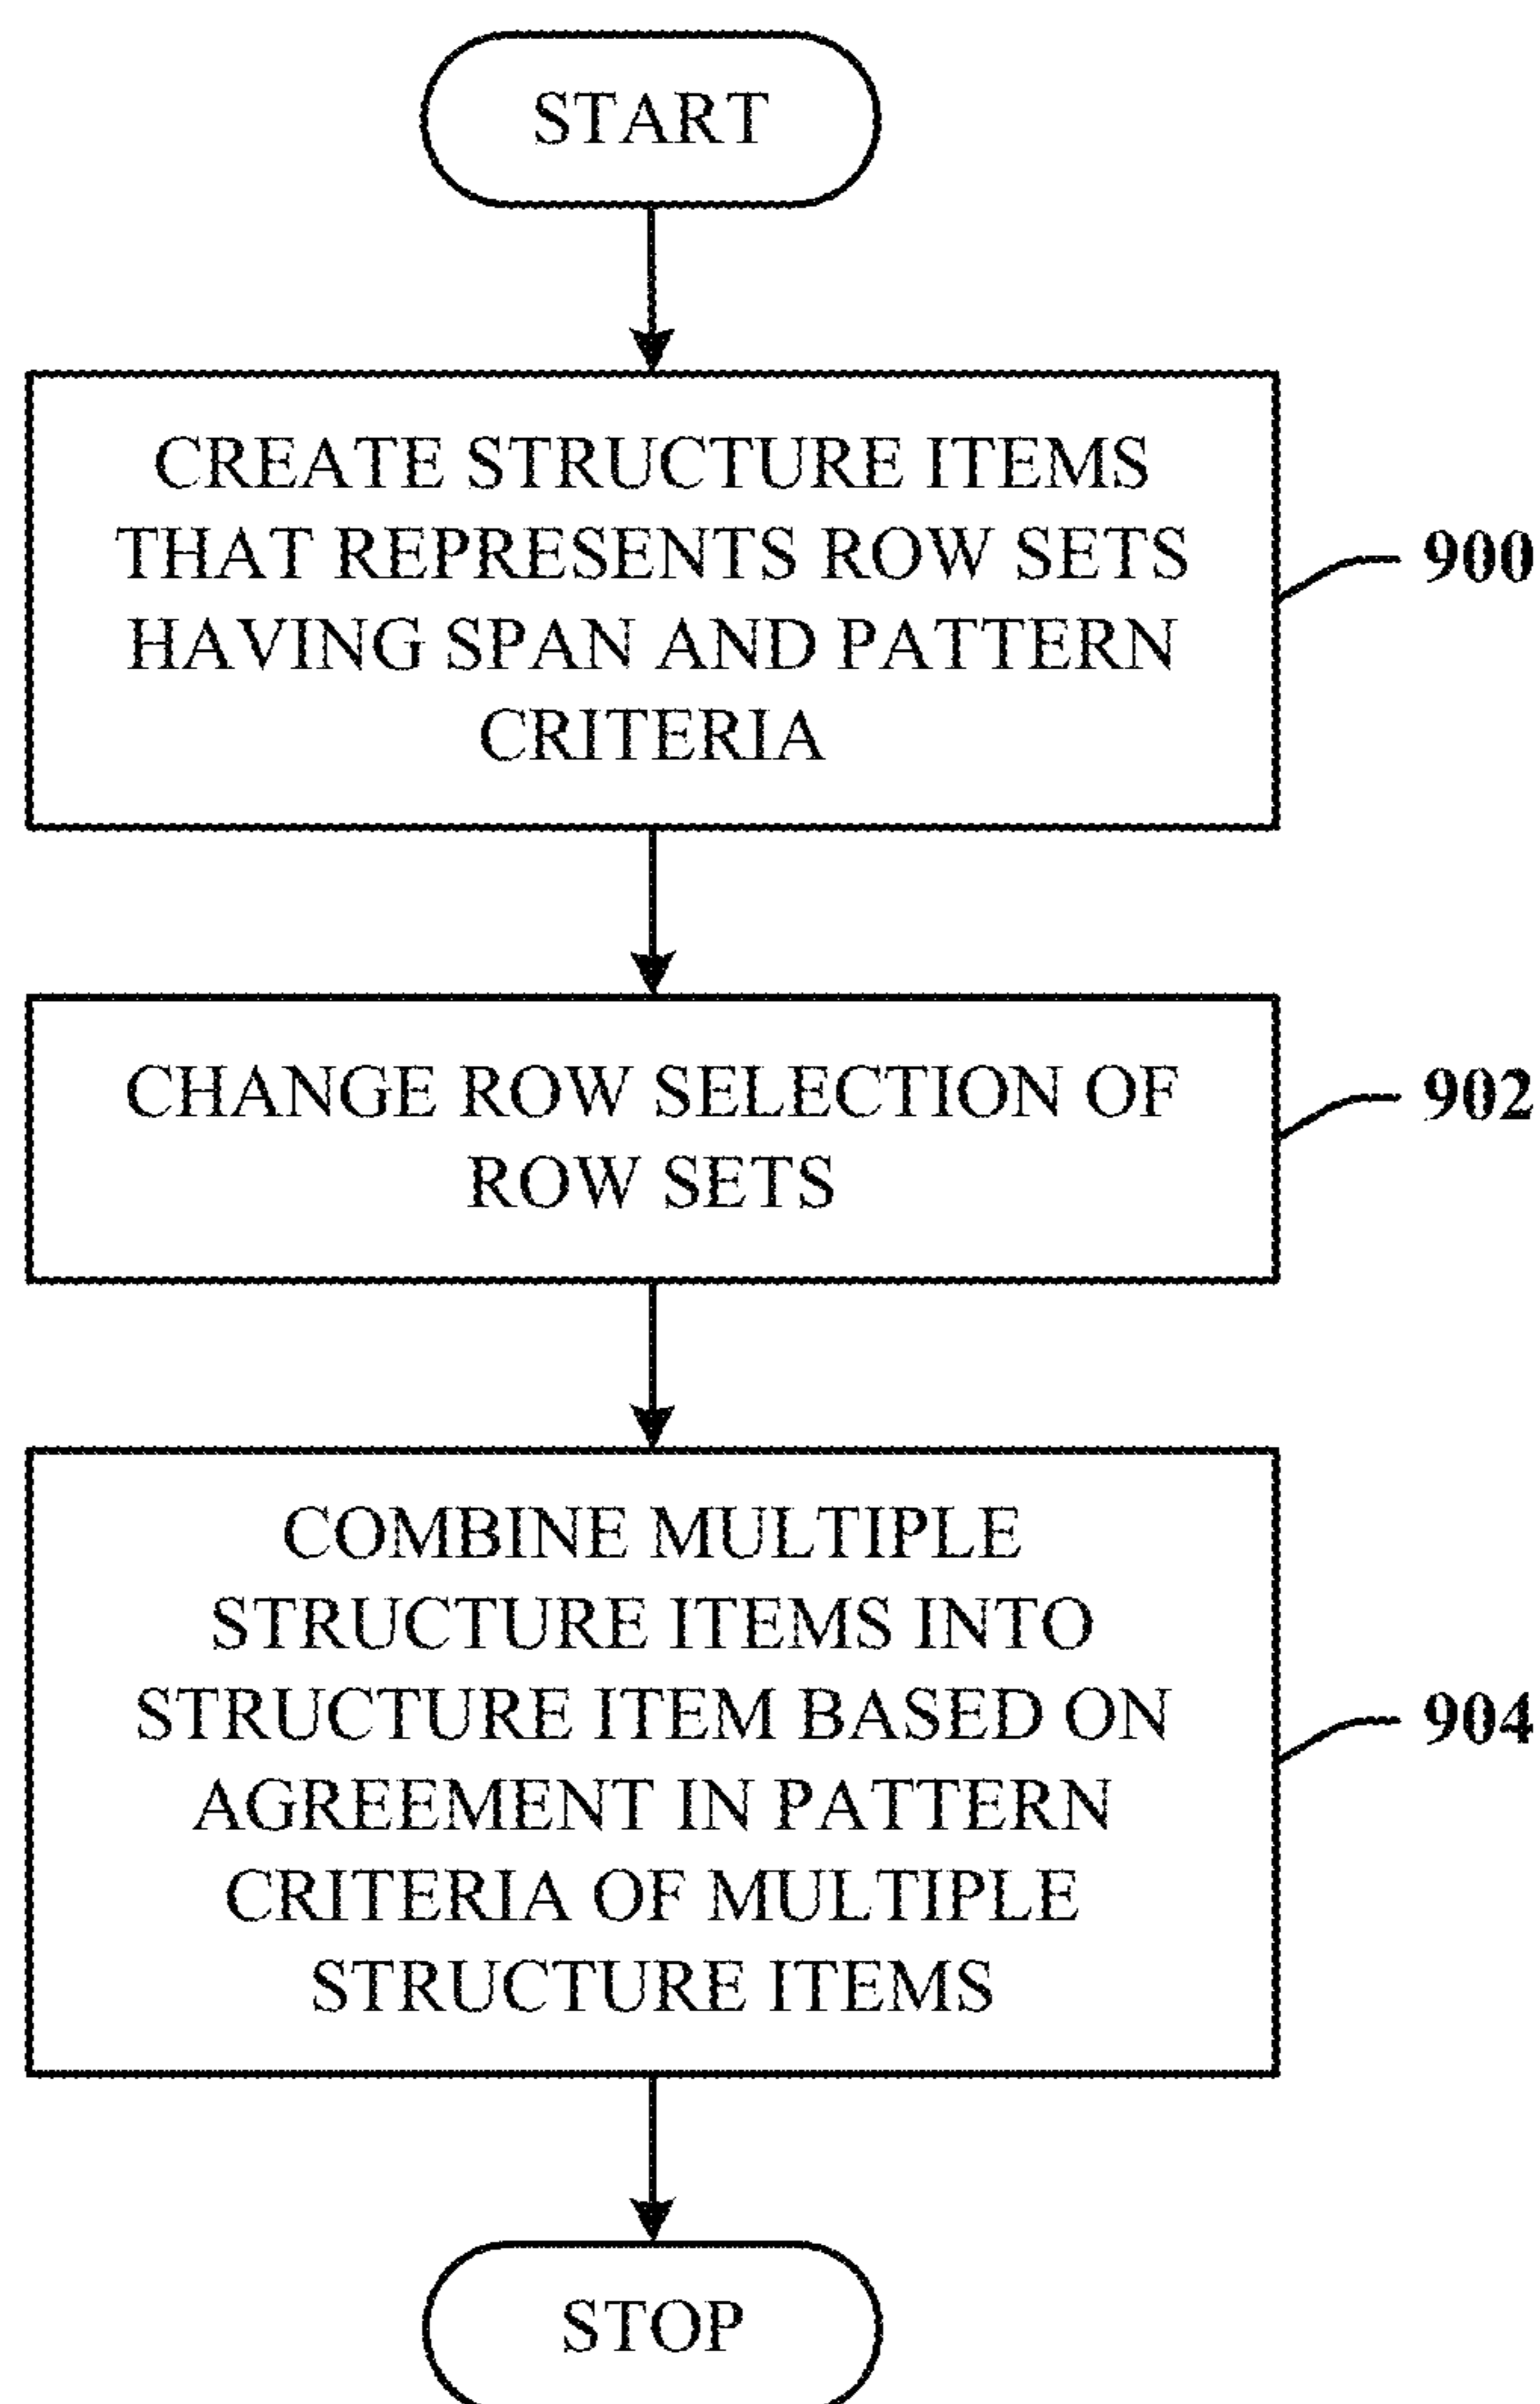 START
CREATE STRUCTURE ITEMS
THAT REPRESENTS ROW SETS
HAVING SPAN AND PATTERN
CRITERIA
900
CHANGE ROW SELECTION OF
ROW SETS
902
COMBINE MULTIPLE
STRUCTURE ITEMS INTO
STRUCTURE ITEM BASED ON
AGREEMENT IN PATTERN
CRITERIA OF MULTIPLE
STRUCTURE ITEMS
904
STOP